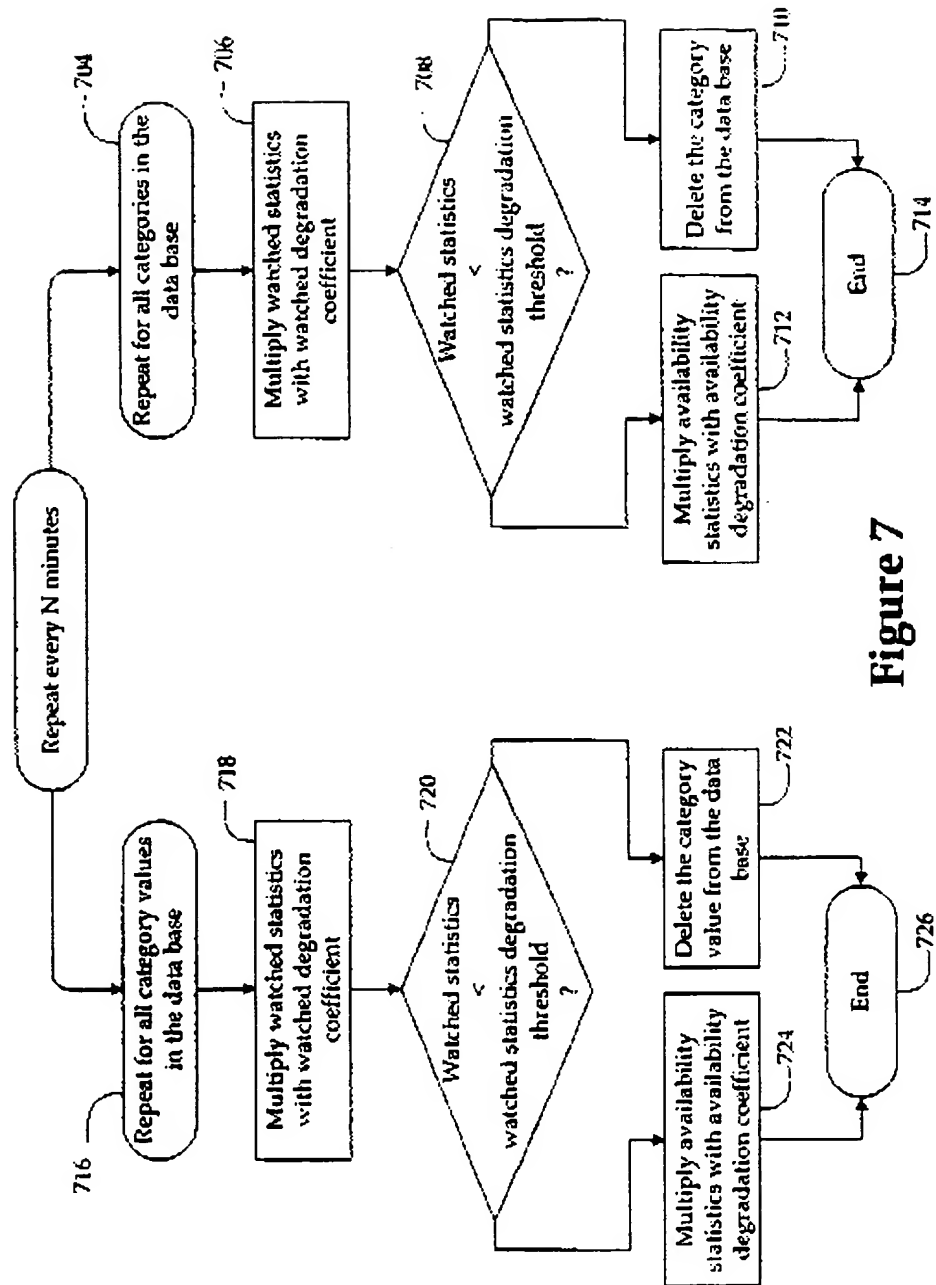 Repeat every N minutes
716
Repeat for all category values
in the data base
718
Multiply watched statistics
with watched degradation
coefficient
720
Watched statistics
<
watched statistics degradation
threshold
?
724
Multiply availability
statistics with availability
degradation coefficient
722
Delete the category
value from the data
base
End
726
704
Repeat for all categories in the
data base
706
Multiply watched statistics
with watched degradation
coefficient
708
Watched statistics
<
watched statistics degradation
threshold
?
712
Multiply availability
statistics with availability
degradation coefficient
710
Delete the category
from the data base
End
714
Figure 7